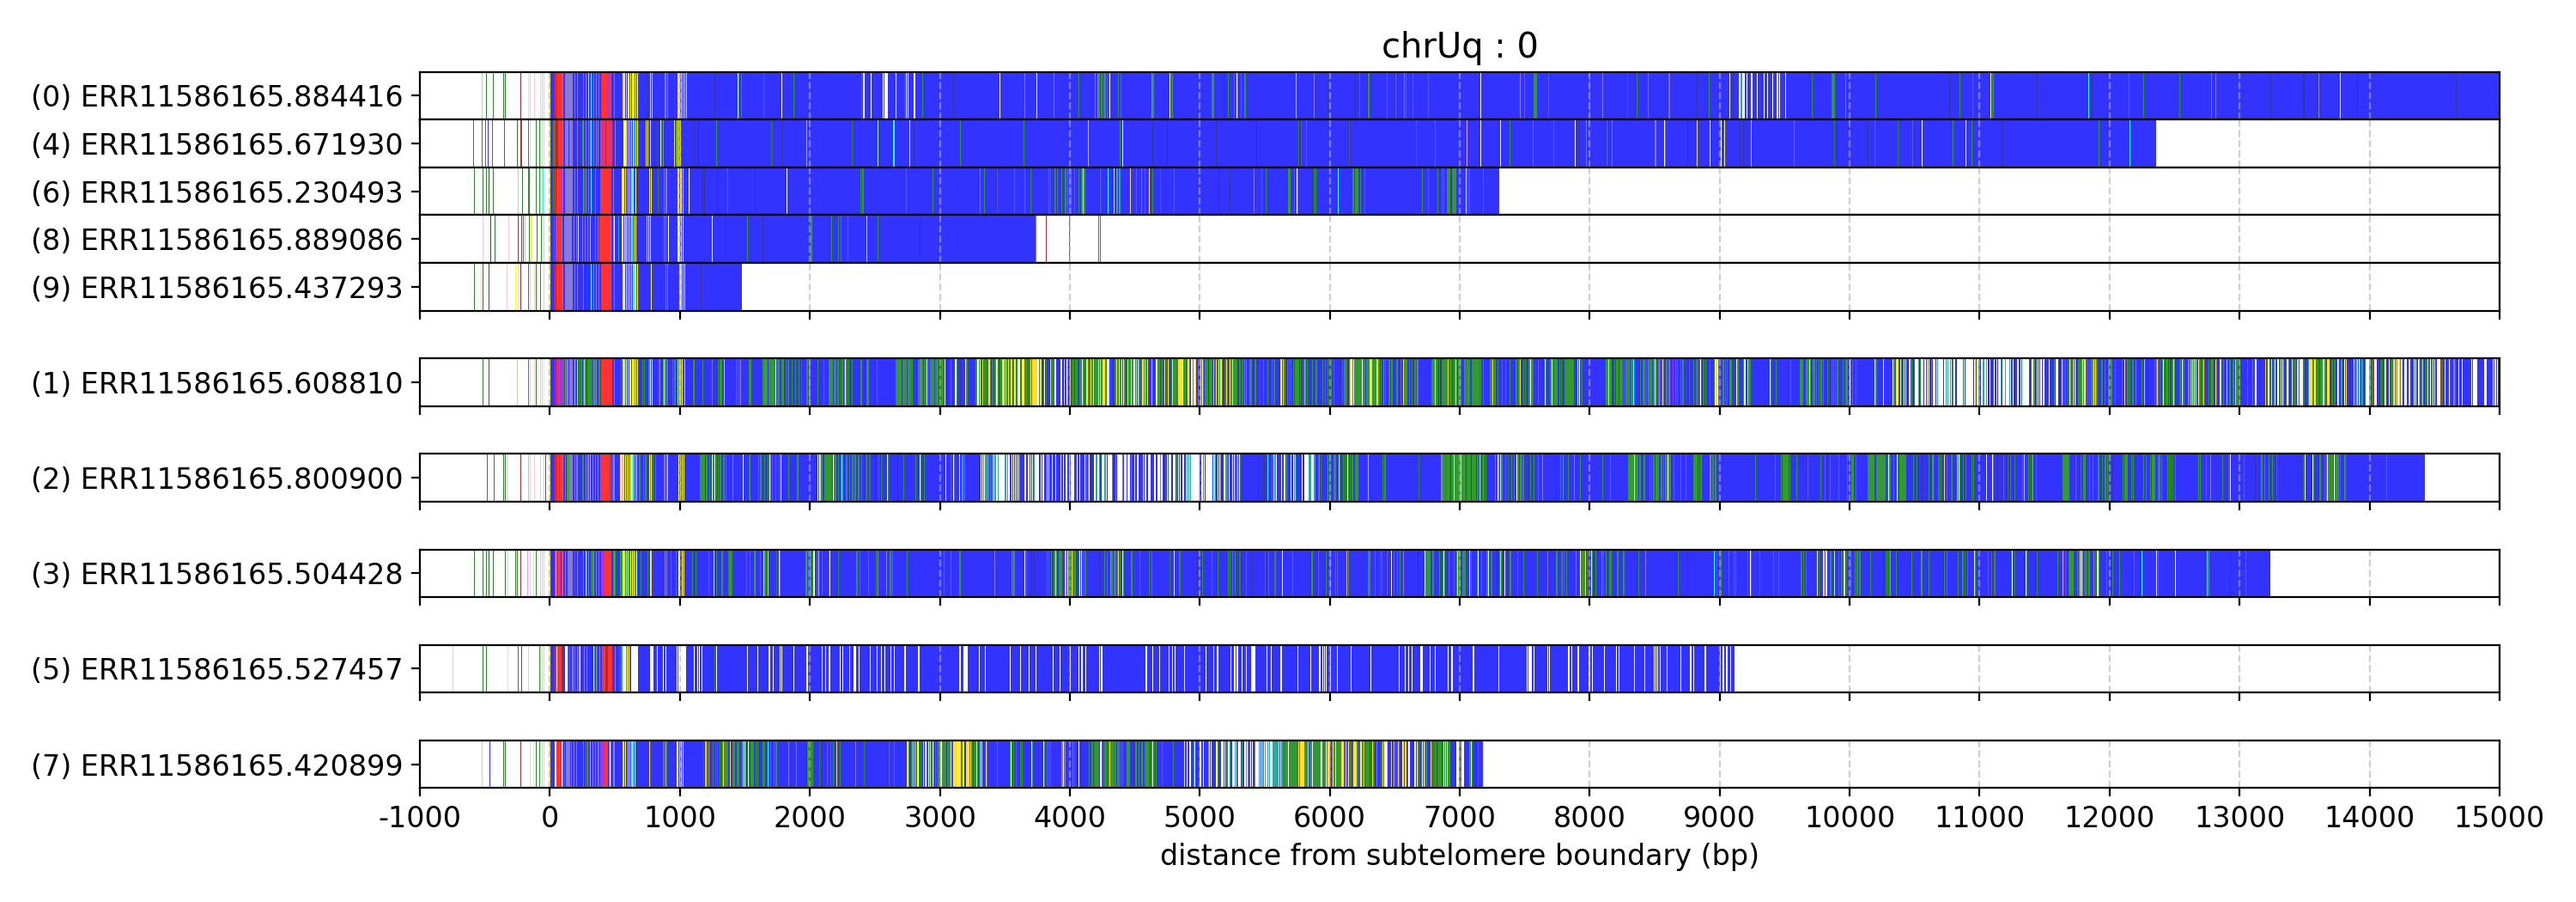 chrUq : 0
(0) ERR11586165.884416
(4) ERR11586165.671930
(6) ERR11586165.230493
(8) ERR11586165.889086
(9) ERR11586165.437293
(1) ERR11586165.608810
(2) ERR11586165.800900
(3) ERR11586165.504428
(5) ERR11586165.527457
(7) ERR11586165.420899
-1000 0 1000 2000 3000 4000 5000 6000 7000 8000 9000 10000 11000 12000 13000 14000 15000
distance from subtelomere boundary (bp)